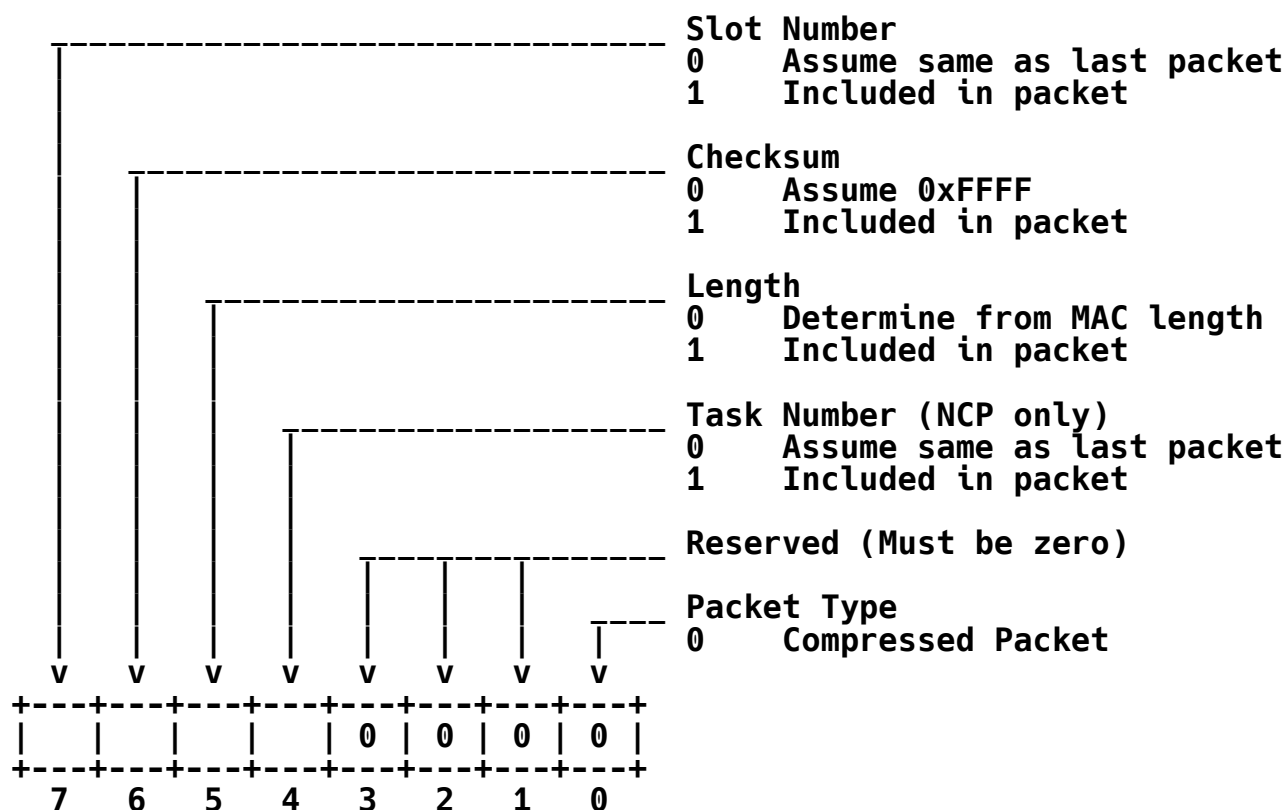 Slot Number
0 Assume same as last packet
1 Included in packet
Checksum
0 Assume 0xFFFF
1 Included in packet
Length
0 Determine from MAC length
1 Included in packet
Task Number (NCP only)
0 Assume same as last packet
1 Included in packet
Reserved (Must be zero)
Packet Type
0 Compressed Packet
v v v v v v v v
+---+---+---+---+---+---+---+---+
| | | | | 0 | 0 | 0 | 0 |
+---+---+---+---+---+---+---+---+
7 6 5 4 3 2 1 0